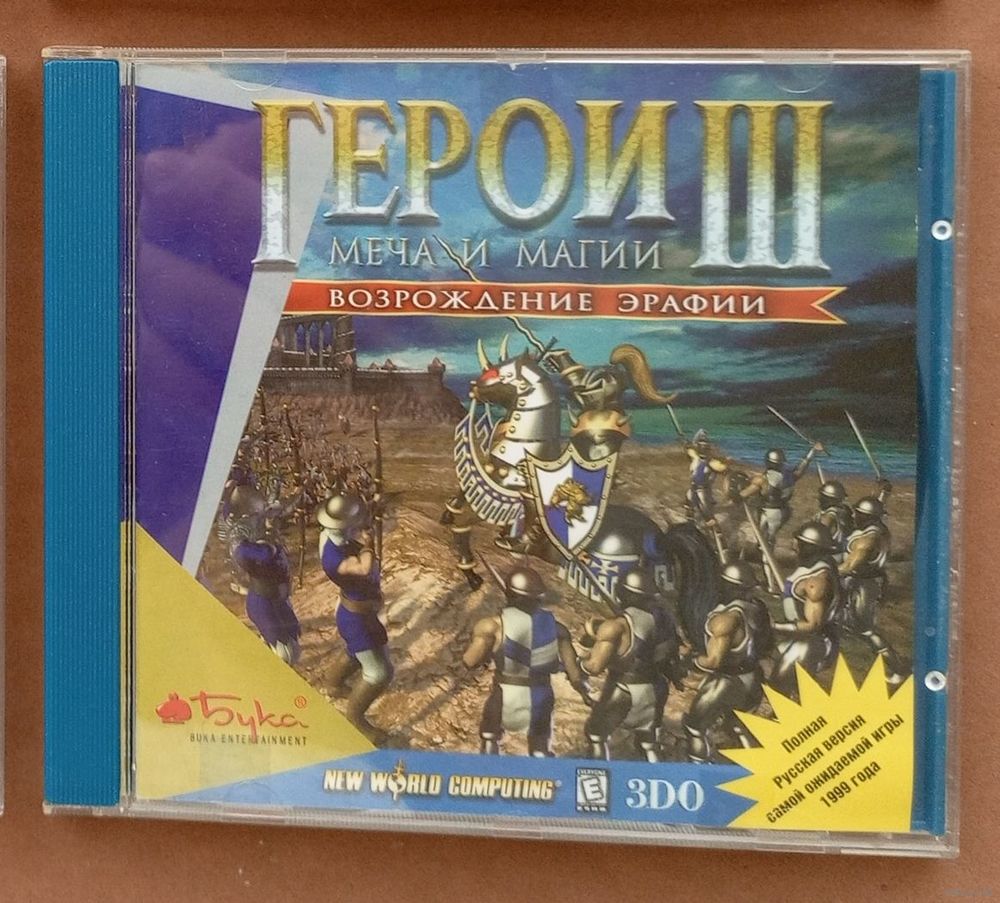 ГЕРОИ III
МЕЧА И МАГИИ
ВОЗРОЖДЕНИЕ ЭРАФИИ
Бука®
BUKA ENTERTAINMENT
NEW WORLD COMPUTING®
EVERYONE
E
3DO
Полная
Русская версия
самой ожидаемой игры
1999 года